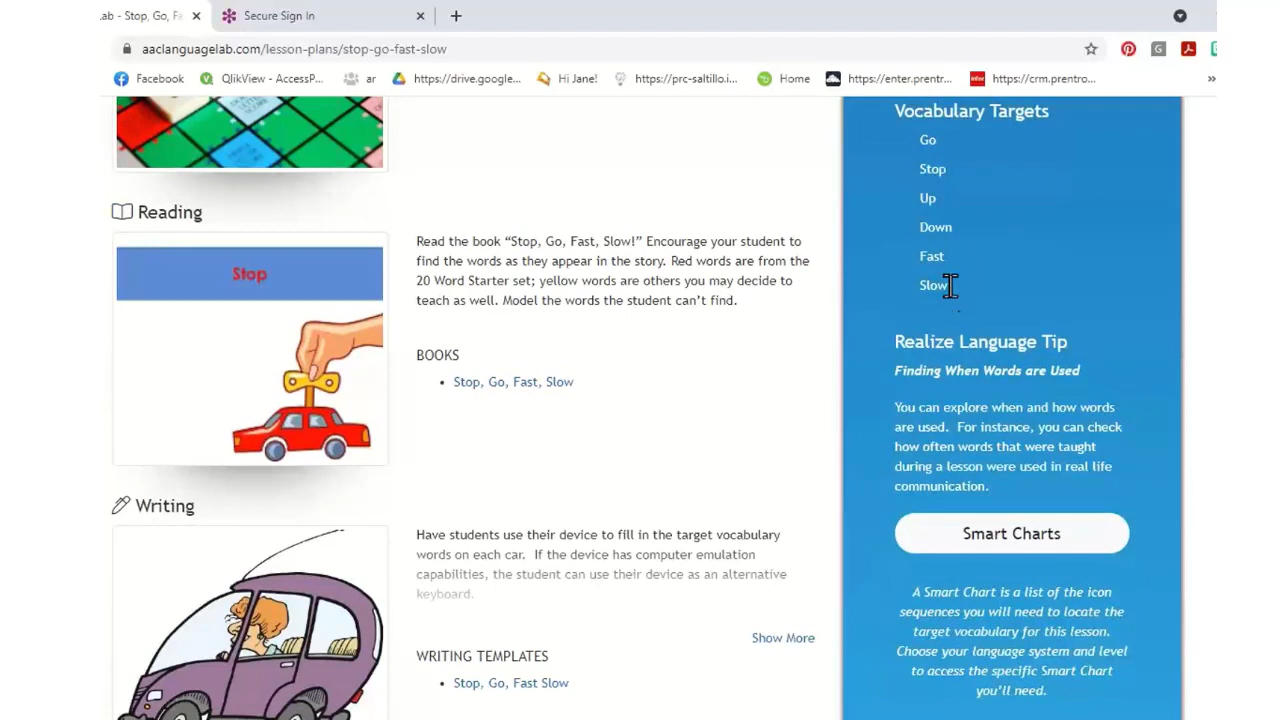 .ab - Stop, Go, Fa
Secure Sign In
aaclanguagelab.com/lesson-plans/stop-go-fast-slow
Facebook
QlikView - AccessP...
ar
https://drive.google...
Hi Jane!
https://prc-saltillo.i...
Home
https://enter.prentr...
https://crm.prentro...
»
Reading
Stop
Read the book “Stop, Go, Fast, Slow!” Encourage your student to
find the words as they appear in the story. Red words are from the
20 Word Starter set; yellow words are others you may decide to
teach as well. Model the words the student can’t find.
BOOKS
• Stop, Go, Fast, Slow
Writing
Have students use their device to fill in the target vocabulary
words on each car. If the device has computer emulation
capabilities, the student can use their device as an alternative
keyboard.
Show More
WRITING TEMPLATES
• Stop, Go, Fast Slow
Vocabulary Targets
Go
Stop
Up
Down
Fast
Slow
Realize Language Tip
Finding When Words are Used
You can explore when and how words
are used. For instance, you can check
how often words that were taught
during a lesson were used in real life
communication.
Smart Charts
A Smart Chart is a list of the icon
sequences you will need to locate the
target vocabulary for this lesson.
Choose your language system and level
to access the specific Smart Chart
you’ll need.